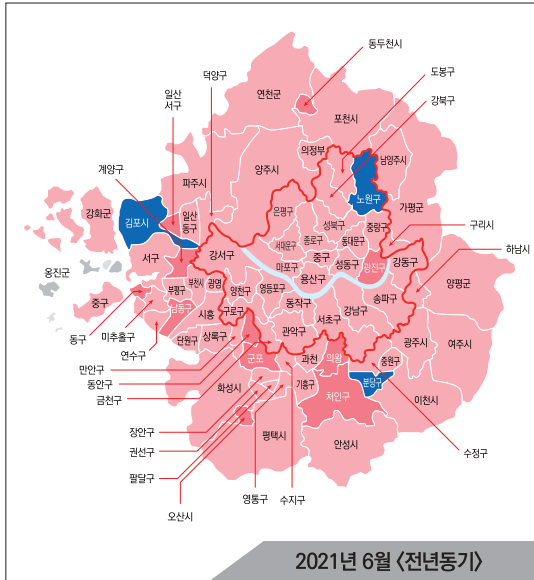 동두천시
덕양구
도봉구
일산
서구
연천군
강북구
포천시
의정부
남양주시
계양구
양주시
파주시
노원구
강화군
김포시
일산
동구
은평구
성북구
중랑구
가평군
구리시
서대문구
종로구
동대문구
하남시
서구
강서구
마포구
중구
성동구
광진구
강동구
옹진군
부평구
부천시
광명
양천구
영등포구
용산구
송파구
양평군
중구
남동구
시흥
구로구
동작구
서초구
강남구
동구
미추홀구
연수구
단원구
상록구
관악구
광주시
여주시
만안구
동안구
금천구
군포
과천
의왕
중원구
화성시
기흥구
처인구
분당구
이천시
장안구
권선구
팔달구
평택시
안성시
수정구
오산시
영통구
수지구
2021년 6월 〈전년동기〉